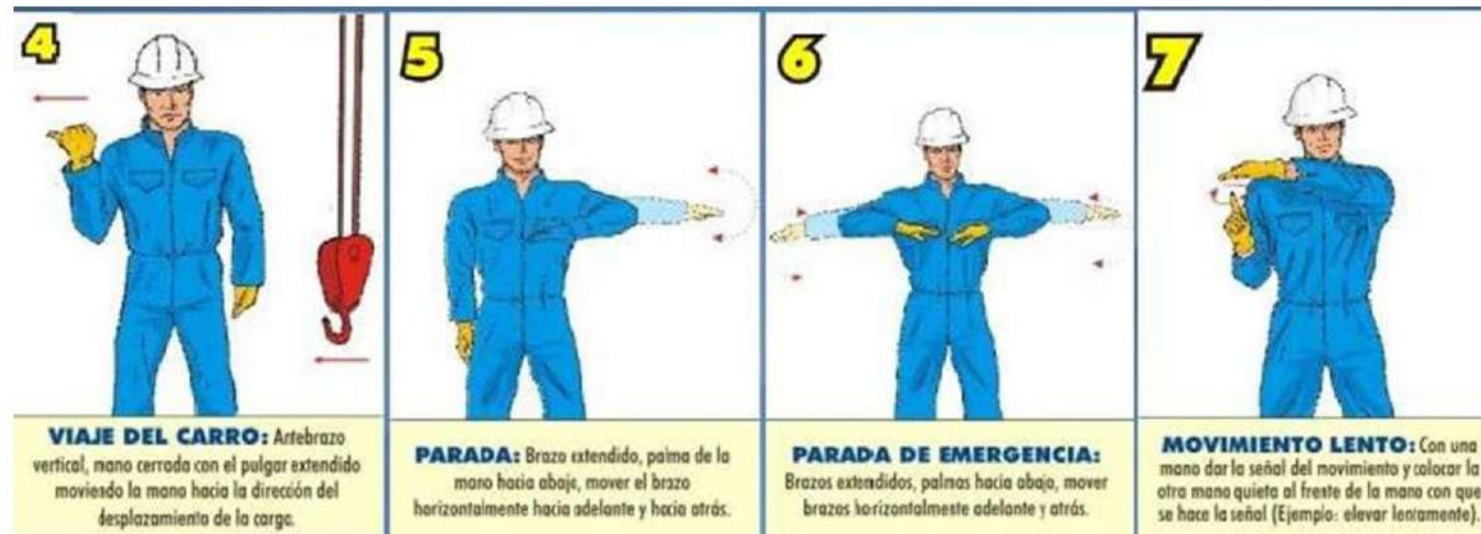 4
VIAJE DEL CARRO: Antebrazo
vertical, mano cerrada con el pulgar extendido
moviendo la mano hacia la dirección del
desplazamiento de la carga.
5
PARADA: Brazo extendido, palma de la
mano hacia abajo, mover el brazo
horizontalmente hacia adelante y hacia atrás.
6
PARADA DE EMERGENCIA:
Brazos extendidos, palmas hacia abajo, mover
brazos horizontalmente adelante y atrás.
7
MOVIMIENTO LENTO: Con una
mano dar la señal del movimiento y colocar la
otra mano quieta al frente de la mano con que
se hace la señal (Ejemplo: elevar lentamente).